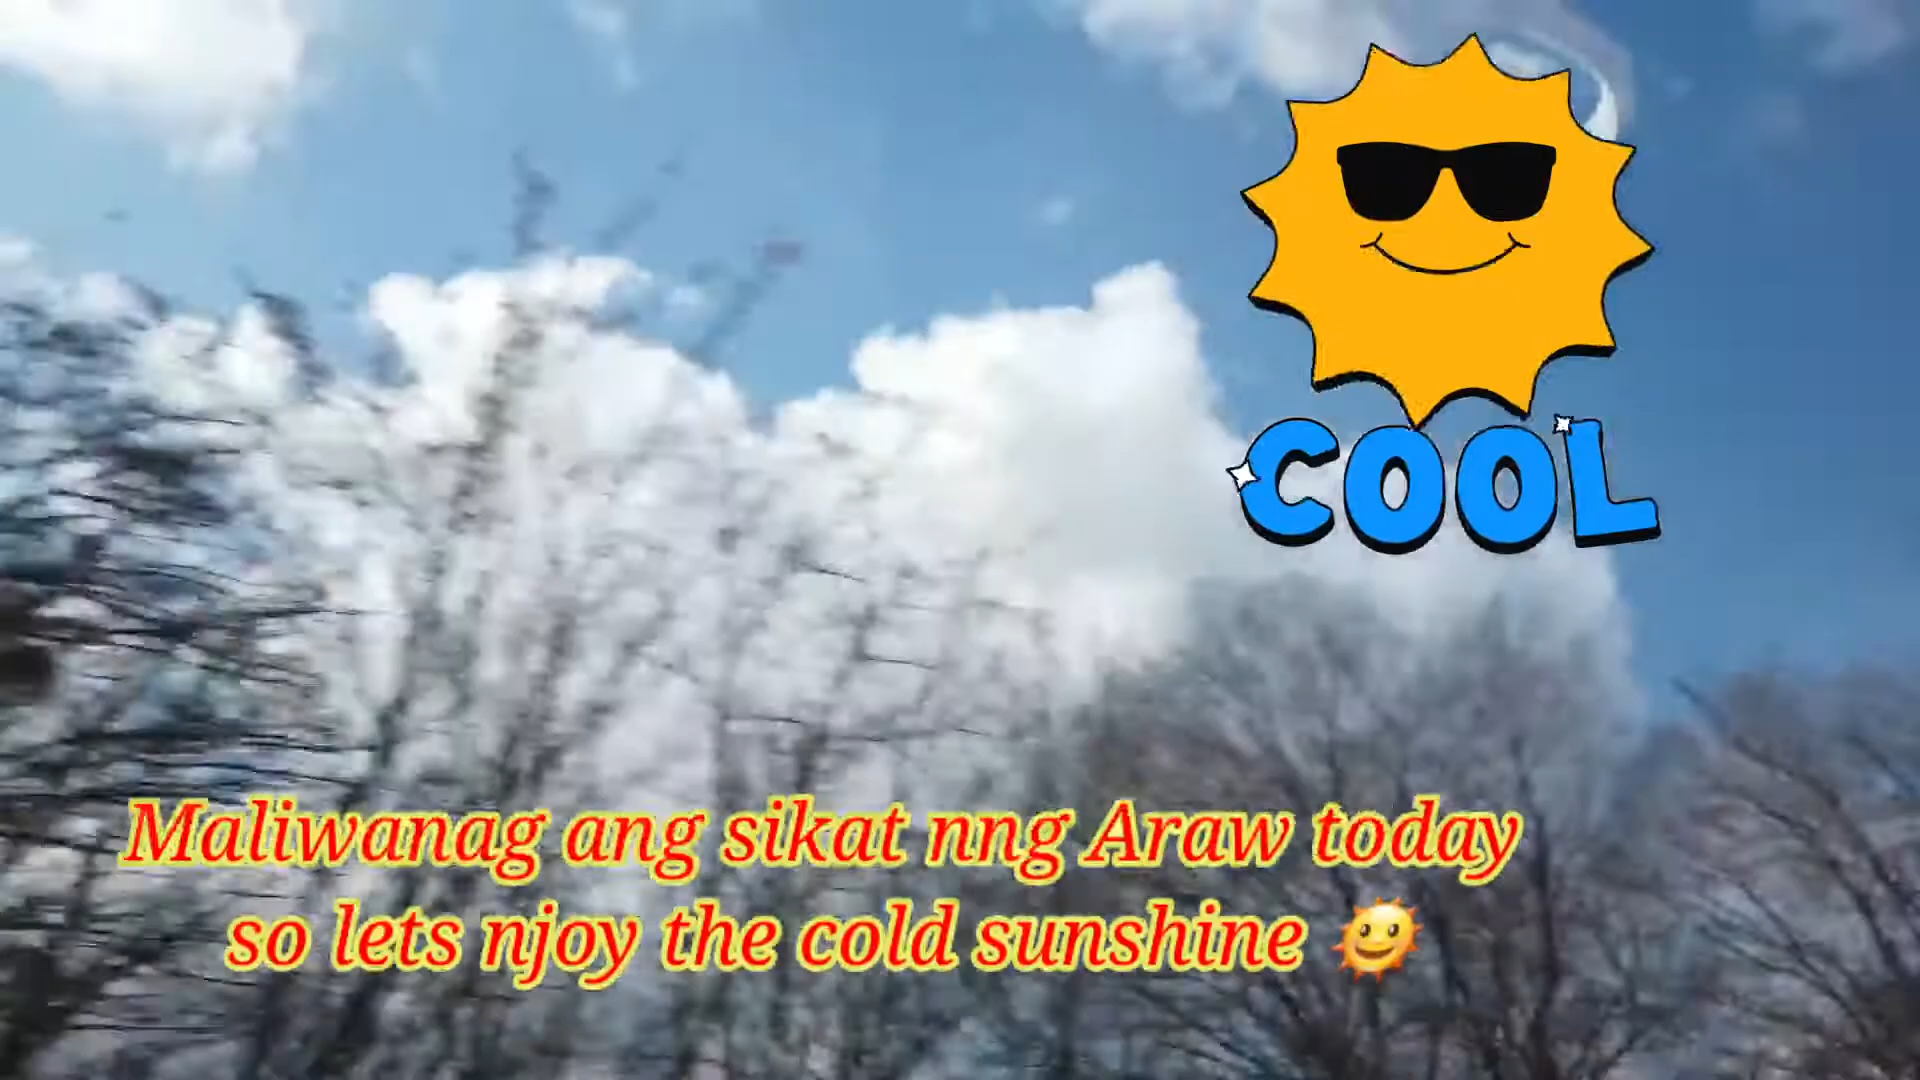 COOL
Maliwanag ang sikat nng Araw today
so lets njoy the cold sunshine 🌞